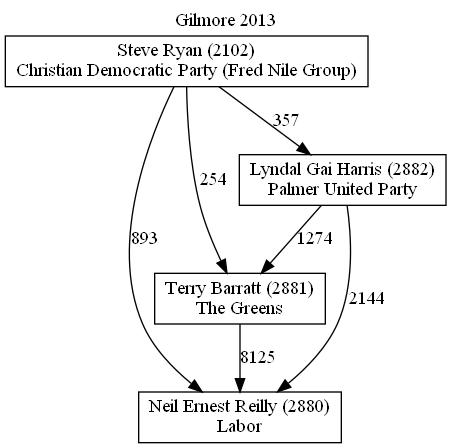 Gilmore 2013
Steve Ryan (2102)
Christian Democratic Party (Fred Nile Group)
357
Lyndal Gai Harris (2882)
Palmer United Party
254
893
1274
Terry Barratt (2881)
The Greens
2144
8125
Neil Ernest Reilly (2880)
Labor